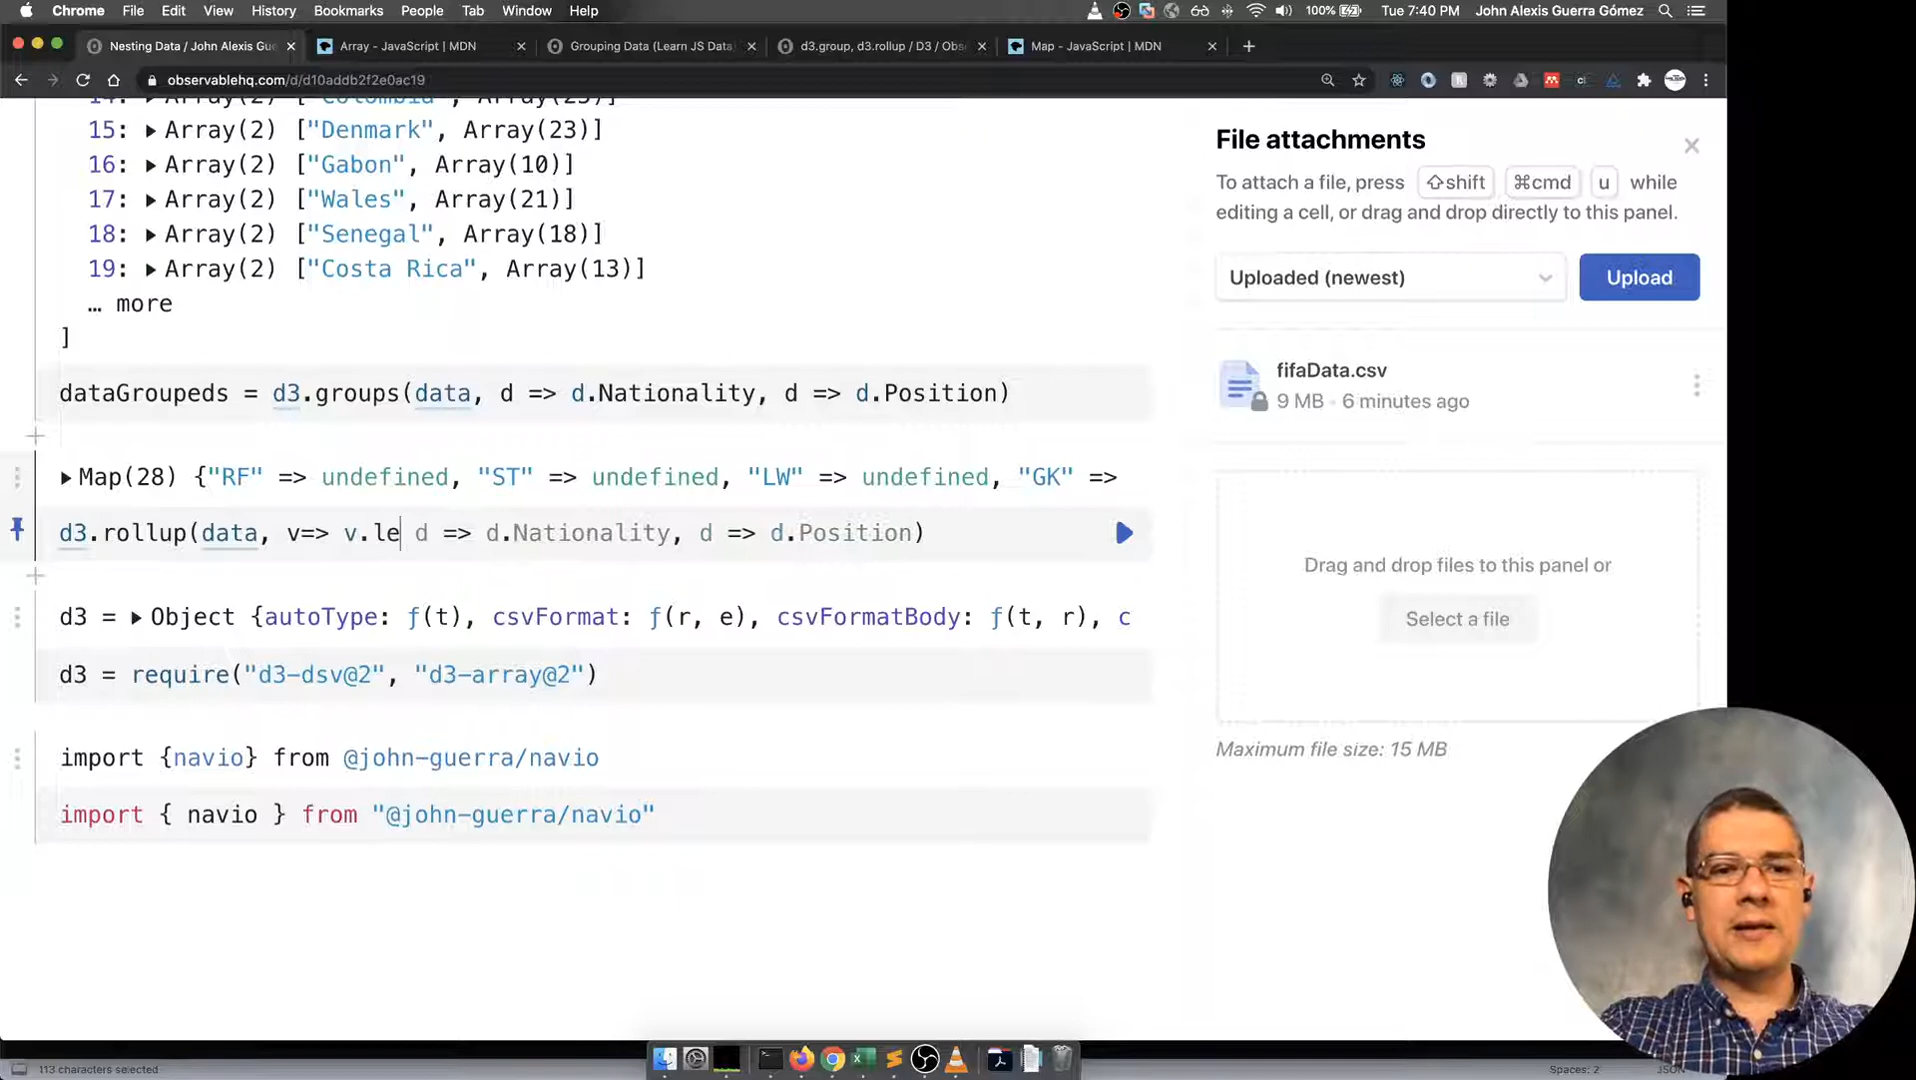 Chrome File Edit View History Bookmarks People Tab Window Help 100% Tue 7:40 PM John Alexis Guerra Gómez
Nesting Data / John Alexis Gue Array - JavaScript | MDN Grouping Data (Learn JS Data d3.group, d3.rollup / D3 / Obs Map - JavaScript | MDN
observablehq.com/d/d10addb2f2e0ac19
14: Array(2) ["Colombia", Array(23)]
15: Array(2) ["Denmark", Array(23)]
16: Array(2) ["Gabon", Array(10)]
17: Array(2) ["Wales", Array(21)]
18: Array(2) ["Senegal", Array(18)]
19: Array(2) ["Costa Rica", Array(13)]
… more
]
dataGroupeds = d3.groups(data, d => d.Nationality, d => d.Position)
Map(28) {"RF" => undefined, "ST" => undefined, "LW" => undefined, "GK" =>
d3.rollup(data, v=> v.le d => d.Nationality, d => d.Position)
d3 = Object {autoType: ƒ(t), csvFormat: ƒ(r, e), csvFormatBody: ƒ(t, r), c
d3 = require("d3-dsv@2", "d3-array@2")
import {navio} from @john-guerra/navio
import { navio } from "@john-guerra/navio"
File attachments
To attach a file, press ⇧shift ⌘cmd u while
editing a cell, or drag and drop directly to this panel.
Uploaded (newest) Upload
fifaData.csv
9 MB · 6 minutes ago
Drag and drop files to this panel or
Select a file
Maximum file size: 15 MB
113 characters selected Spaces: 2 JSON